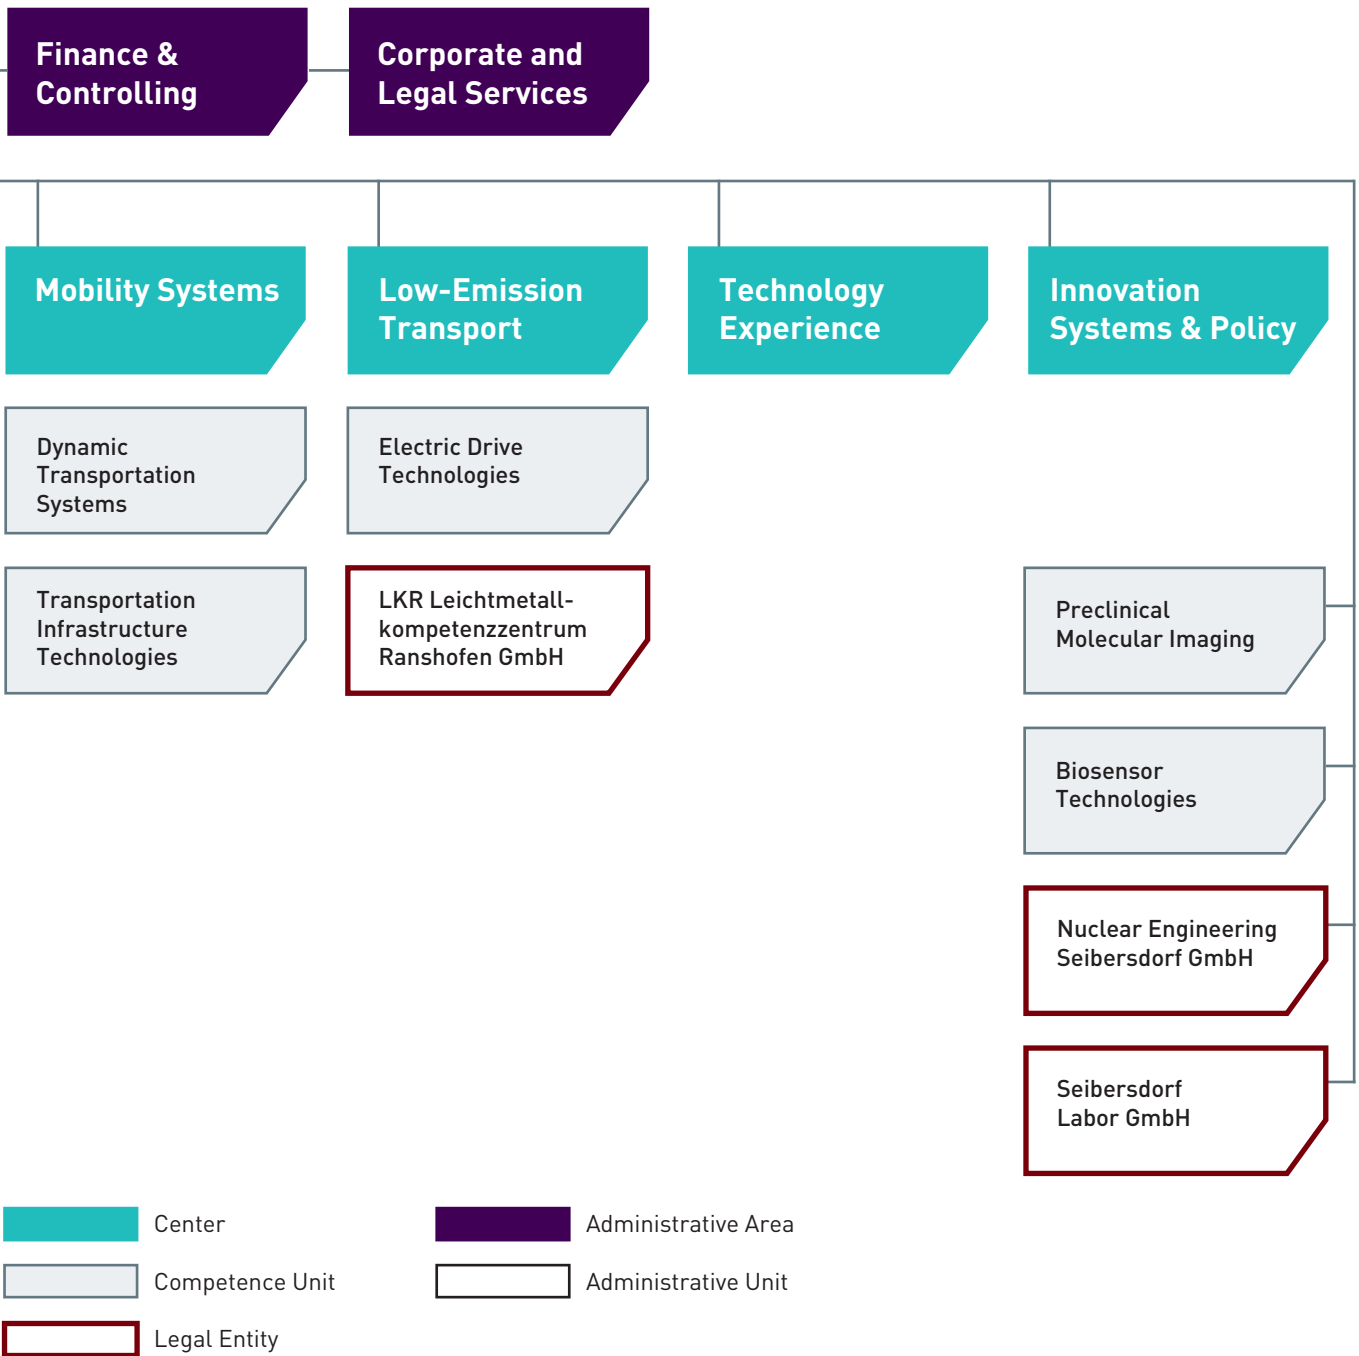 Finance &
Controlling
Corporate and
Legal Services
Mobility Systems
Low-Emission
Transport
Technology
Experience
Innovation
Systems & Policy
Dynamic
Transportation
Systems
Electric Drive
Technologies
Transportation
Infrastructure
Technologies
LKR Leichtmetall-
kompetenzzentrum
Ranshofen GmbH
Preclinical
Molecular Imaging
Biosensor
Technologies
Nuclear Engineering
Seibersdorf GmbH
Seibersdorf
Labor GmbH
Center
Administrative Area
Competence Unit
Administrative Unit
Legal Entity